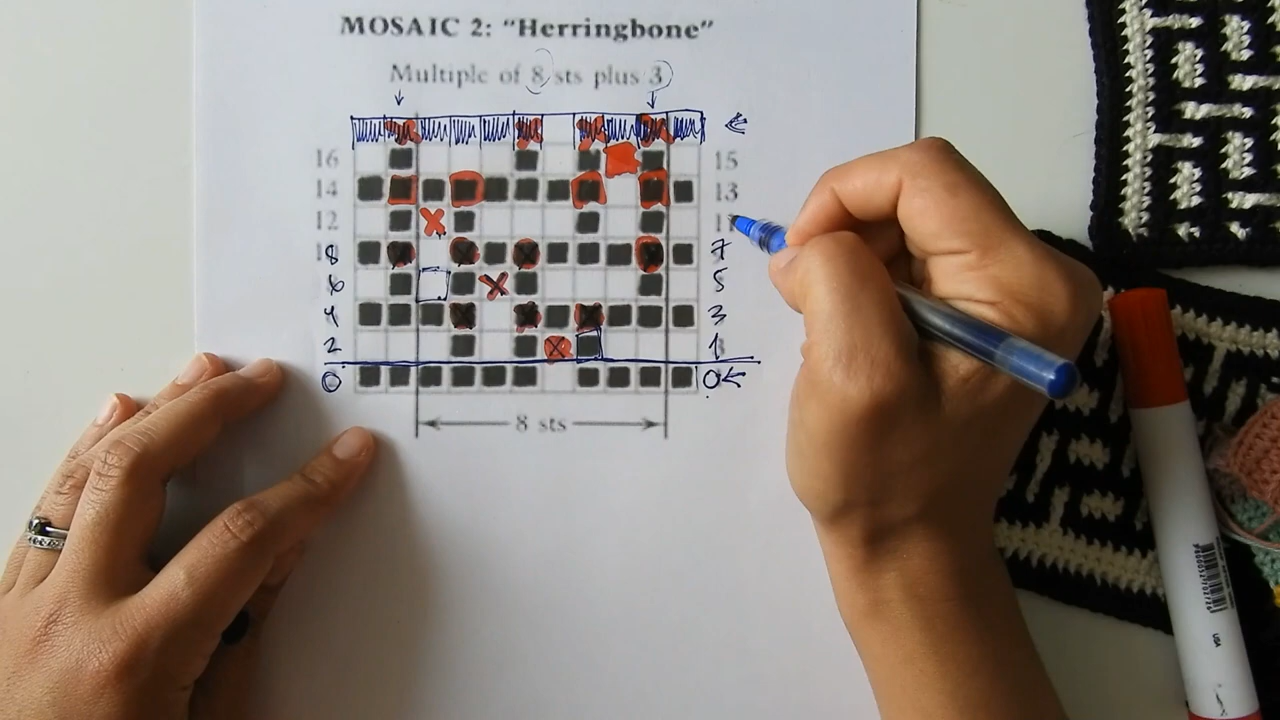 MOSAIC 2: "Herringbone"
Multiple of 8 sts plus 3
16 15
14 13
12
8 7
6 5
4 3
2 1
0 0
8 sts
USA